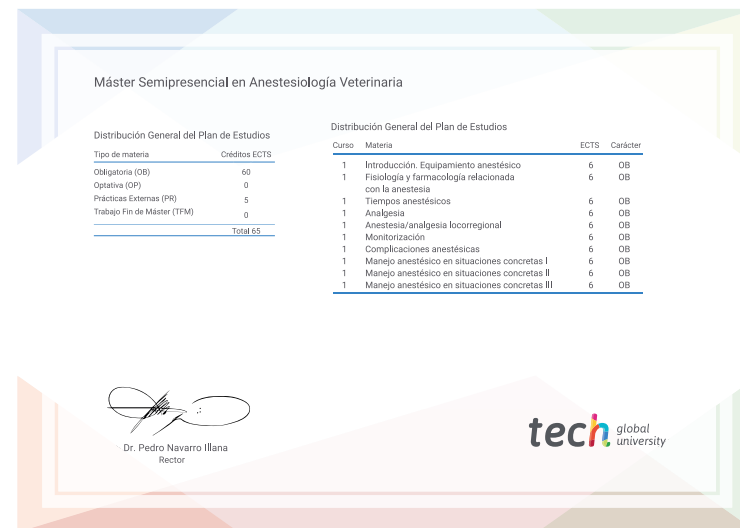 Máster Semipresencial en Anestesiología Veterinaria
Distribución General del Plan de Estudios
Tipo de materia Créditos ECTS
Obligatoria (OB) 60
Optativa (OP) 0
Prácticas Externas (PR) 5
Trabajo Fin de Máster (TFM) 0
Total 65
Distribución General del Plan de Estudios
Curso Materia ECTS Carácter
1 Introducción. Equipamiento anestésico 6 OB
1 Fisiología y farmacología relacionada 6 OB
con la anestesia
1 Tiempos anestésicos 6 OB
1 Analgesia 6 OB
1 Anestesia/analgesia locorregional 6 OB
1 Monitorización 6 OB
1 Complicaciones anestésicas 6 OB
1 Manejo anestésico en situaciones concretas I 6 OB
1 Manejo anestésico en situaciones concretas II 6 OB
1 Manejo anestésico en situaciones concretas III 6 OB
Dr. Pedro Navarro Illana
Rector
tech global
university